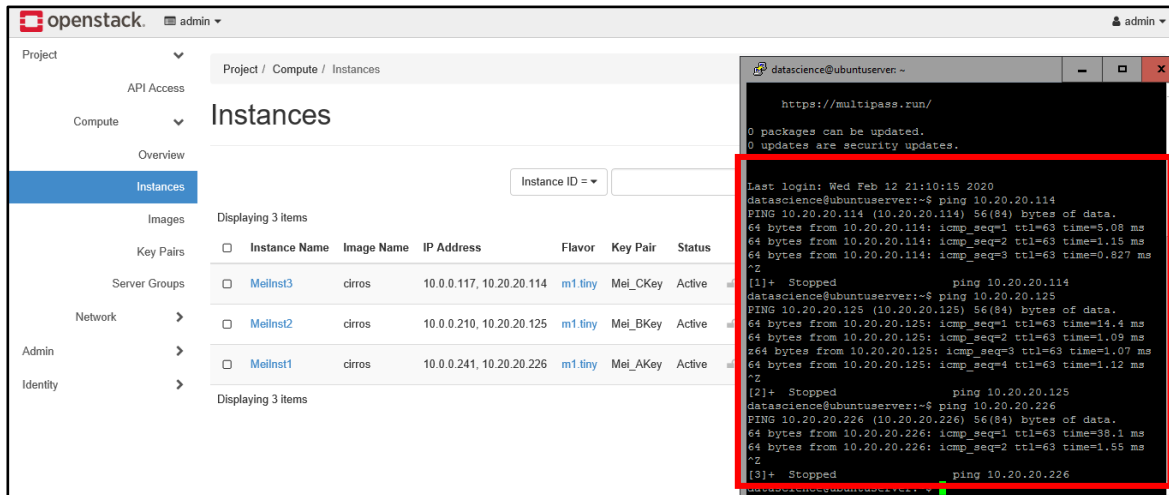 openstack. admin
admin
Project
API Access
Compute
Overview
Instances
Images
Key Pairs
Server Groups
Network
Admin
Identity
Project / Compute / Instances
Instances
Instance ID =
Displaying 3 items
Instance Name Image Name IP Address Flavor Key Pair Status
MeiInst3 cirros 10.0.0.117, 10.20.20.114 m1.tiny Mei_CKey Active
MeiInst2 cirros 10.0.0.210, 10.20.20.125 m1.tiny Mei_BKey Active
MeiInst1 cirros 10.0.0.241, 10.20.20.226 m1.tiny Mei_AKey Active
Displaying 3 items
datascience@ubuntuserver: ~
https://multipass.run/
0 packages can be updated.
0 updates are security updates.
Last login: Wed Feb 12 21:10:15 2020
datascience@ubuntuserver:~$ ping 10.20.20.114
PING 10.20.20.114 (10.20.20.114) 56(84) bytes of data.
64 bytes from 10.20.20.114: icmp_seq=1 ttl=63 time=5.08 ms
64 bytes from 10.20.20.114: icmp_seq=2 ttl=63 time=1.15 ms
64 bytes from 10.20.20.114: icmp_seq=3 ttl=63 time=0.827 ms
^Z
[1]+ Stopped ping 10.20.20.114
datascience@ubuntuserver:~$ ping 10.20.20.125
PING 10.20.20.125 (10.20.20.125) 56(84) bytes of data.
64 bytes from 10.20.20.125: icmp_seq=1 ttl=63 time=14.4 ms
64 bytes from 10.20.20.125: icmp_seq=2 ttl=63 time=1.09 ms
z64 bytes from 10.20.20.125: icmp_seq=3 ttl=63 time=1.07 ms
64 bytes from 10.20.20.125: icmp_seq=4 ttl=63 time=1.12 ms
^Z
[2]+ Stopped ping 10.20.20.125
datascience@ubuntuserver:~$ ping 10.20.20.226
PING 10.20.20.226 (10.20.20.226) 56(84) bytes of data.
64 bytes from 10.20.20.226: icmp_seq=1 ttl=63 time=38.1 ms
64 bytes from 10.20.20.226: icmp_seq=2 ttl=63 time=1.55 ms
^Z
[3]+ Stopped ping 10.20.20.226
datascience@ubuntuserver:~$